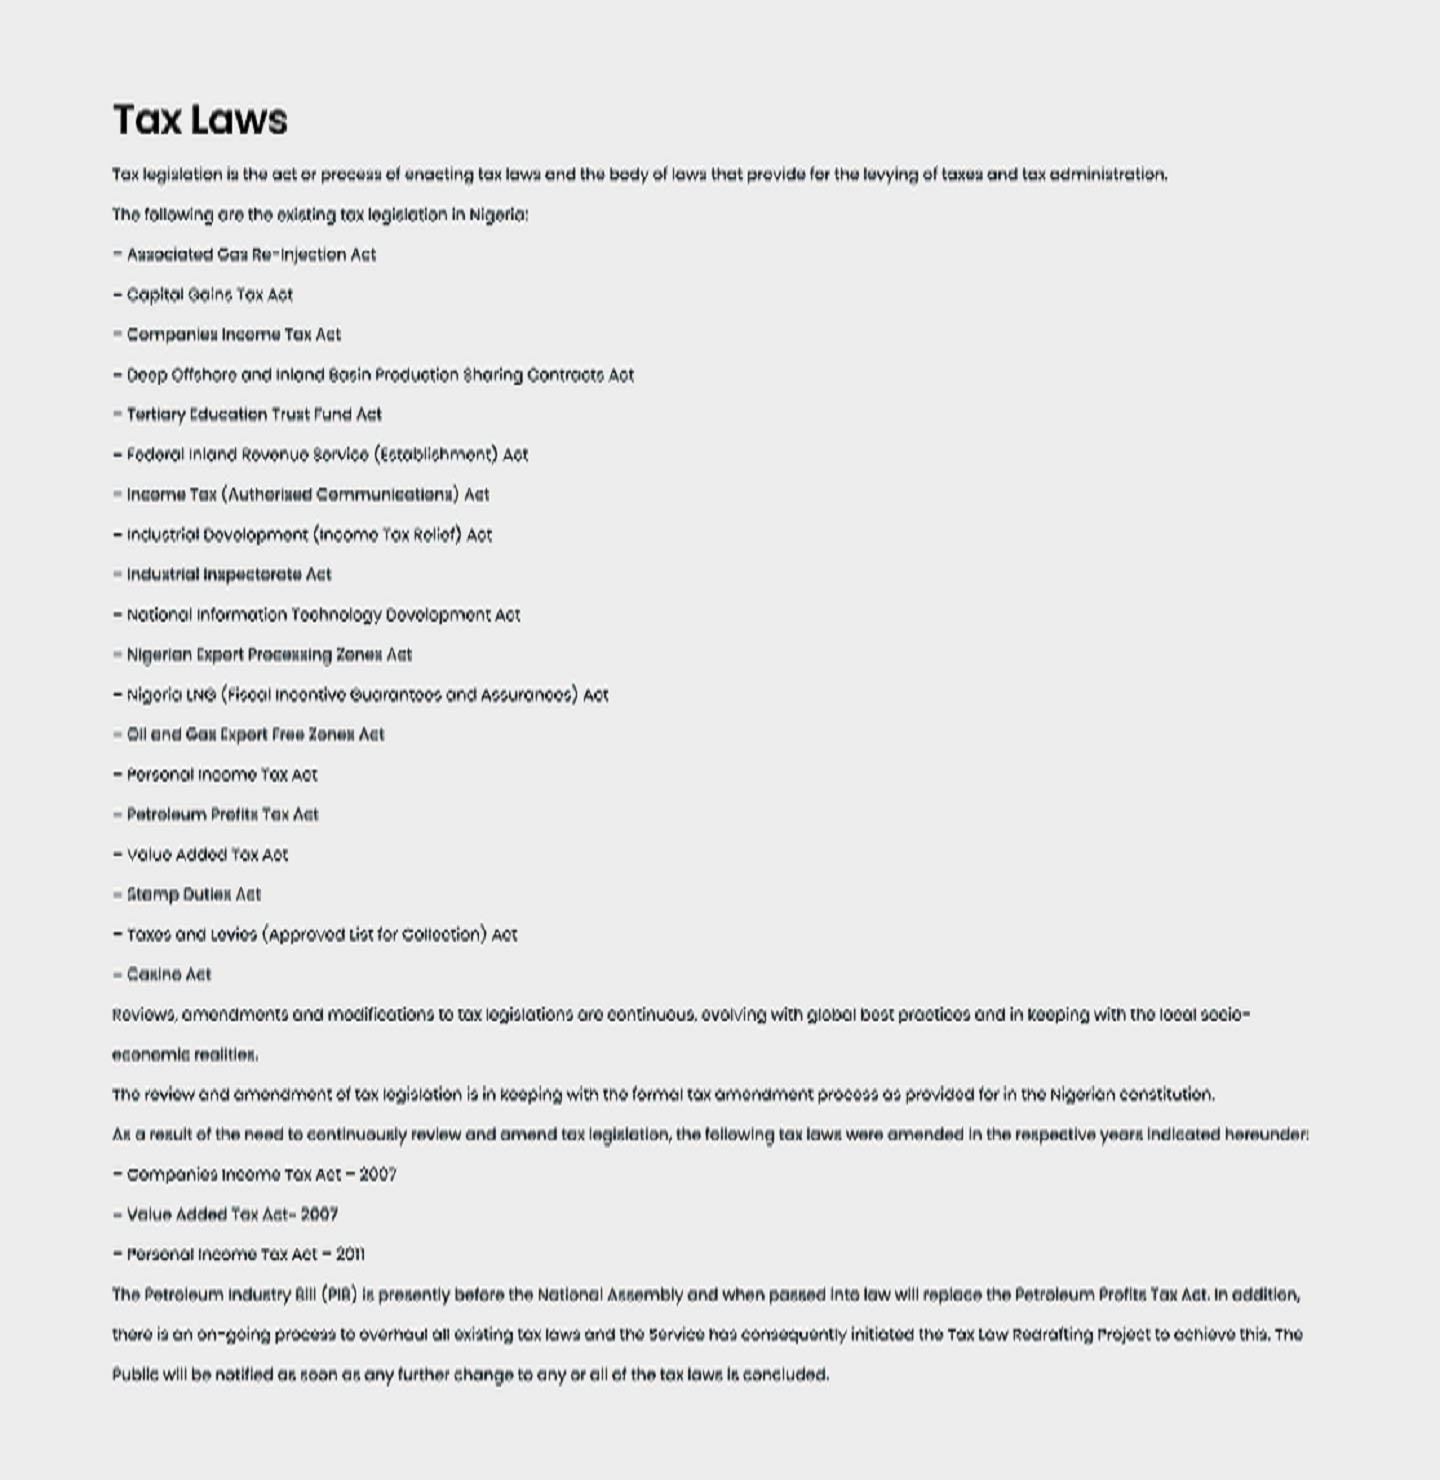 Tax Laws
Tax legislation is the act or process of enacting tax laws and the body of laws that provide for the levying of taxes and tax administration.
The following are the existing tax legislation in Nigeria:
- Associated Gas Re-Injection Act
- Capital Gains Tax Act
- Companies Income Tax Act
- Deep Offshore and Inland Basin Production Sharing Contracts Act
- Tertiary Education Trust Fund Act
- Federal Inland Revenue Service (Establishment) Act
- Income Tax (Authorised Communications) Act
- Industrial Development (Income Tax Relief) Act
- Industrial Inspectorate Act
- National Information Technology Development Act
- Nigerian Export Processing Zones Act
- Nigeria LNG (Fiscal Incentive Guarantees and Assurances) Act
- Oil and Gas Export Free Zones Act
- Personal Income Tax Act
- Petroleum Profits Tax Act
- Value Added Tax Act
- Stamp Duties Act
- Taxes and Levies (Approved List for Collection) Act
- Casino Act
Reviews, amendments and modifications to tax legislations are continuous, evolving with global best practices and in keeping with the local socio-
economic realities.
The review and amendment of tax legislation is in keeping with the formal tax amendment process as provided for in the Nigerian constitution.
As a result of the need to continuously review and amend tax legislation, the following tax laws were amended in the respective years indicated hereunder:
- Companies Income Tax Act – 2007
- Value Added Tax Act- 2007
- Personal Income Tax Act – 2011
The Petroleum Industry Bill (PIB) is presently before the National Assembly and when passed into law will replace the Petroleum Profits Tax Act. In addition,
there is an on-going process to overhaul all existing tax laws and the Service has consequently initiated the Tax Law Redrafting Project to achieve this. The
Public will be notified as soon as any further change to any or all of the tax laws is concluded.